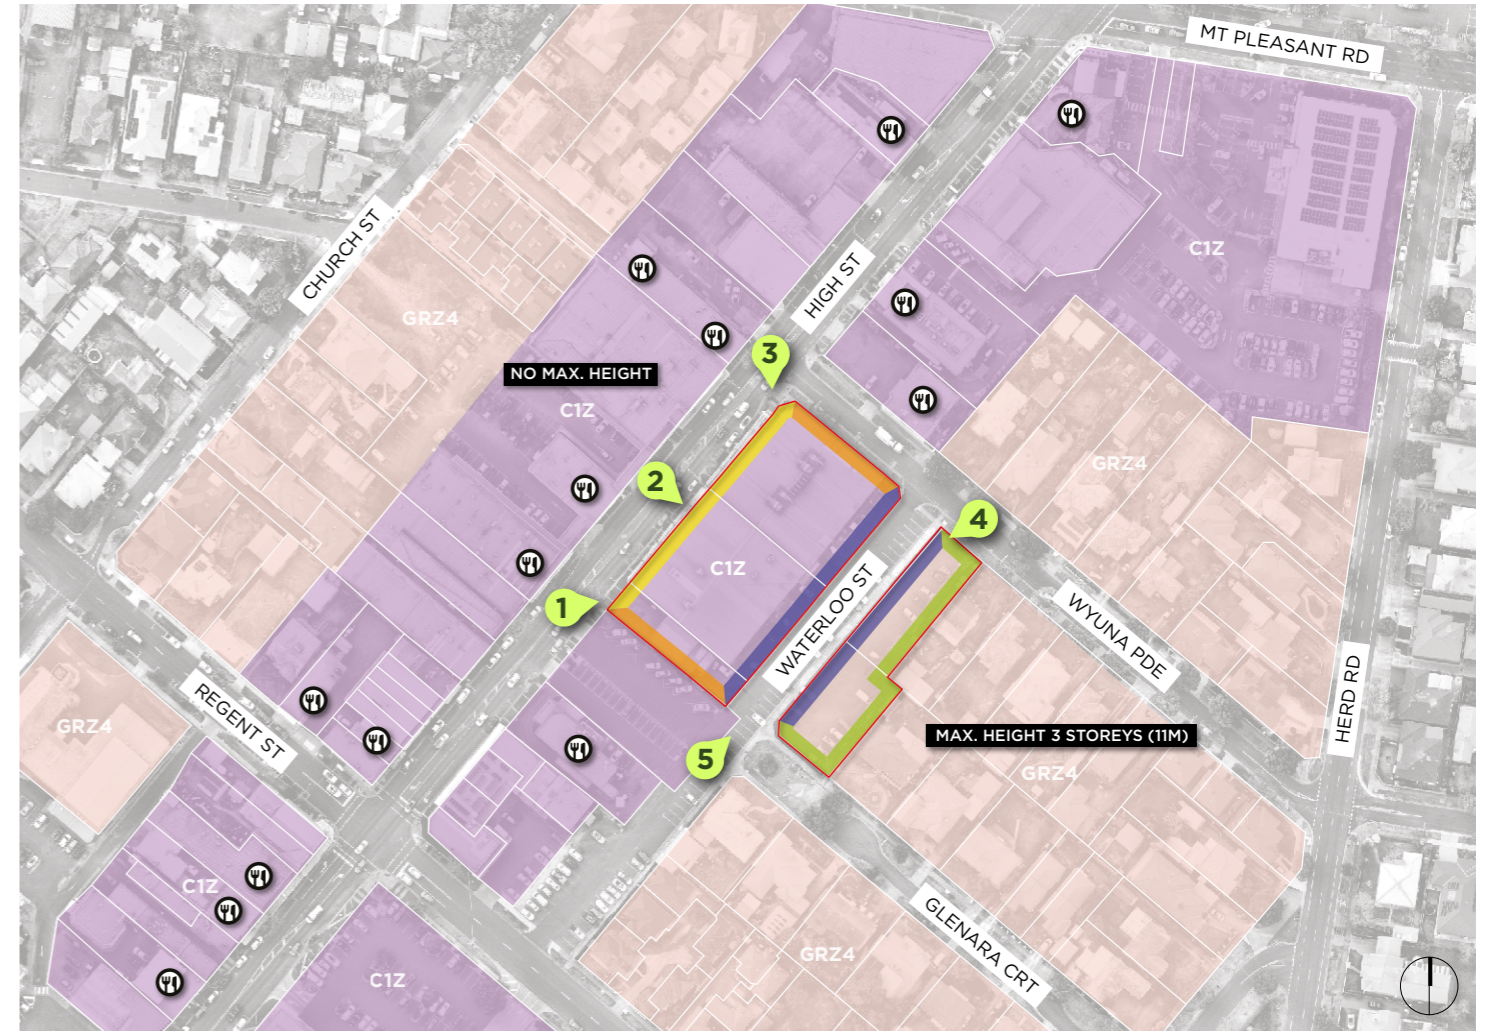 MT PLEASANT RD
CHURCH ST
C1Z
HIGH ST
GRZ4
3
NO MAX. HEIGHT
C1Z
GRZ4
2
4
C1Z
1
WATERLOO ST
WYUNA PDE
REGENT ST
HERD RD
GRZ4
MAX. HEIGHT 3 STOREYS (11M)
5
GRZ4
C1Z
GLENARA CRT
GRZ4
C1Z